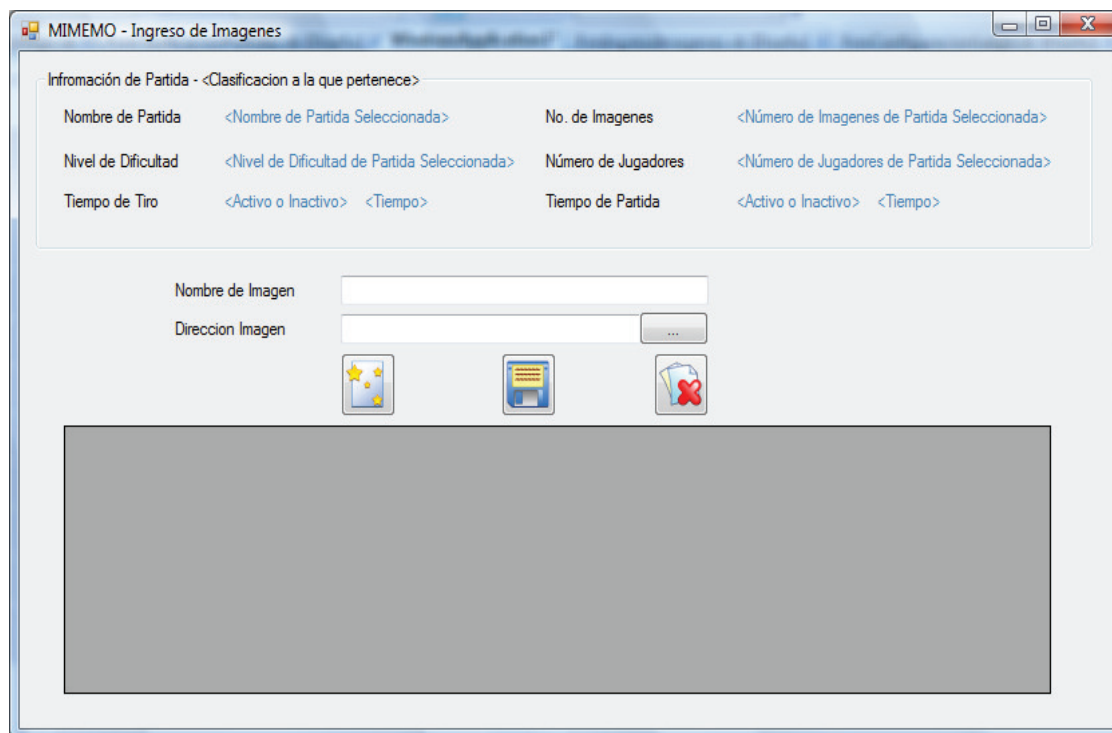 MIMEMO - Ingreso de Imagenes
Infromación de Partida - <Clasificacion a la que pertenece>
Nombre de Partida <Nombre de Partida Seleccionada> No. de Imagenes <Número de Imagenes de Partida Seleccionada>
Nivel de Dificultad <Nivel de Dificultad de Partida Seleccionada> Número de Jugadores <Número de Jugadores de Partida Seleccionada>
Tiempo de Tiro <Activo o Inactivo> <Tiempo> Tiempo de Partida <Activo o Inactivo> <Tiempo>
Nombre de Imagen
Direccion Imagen ...